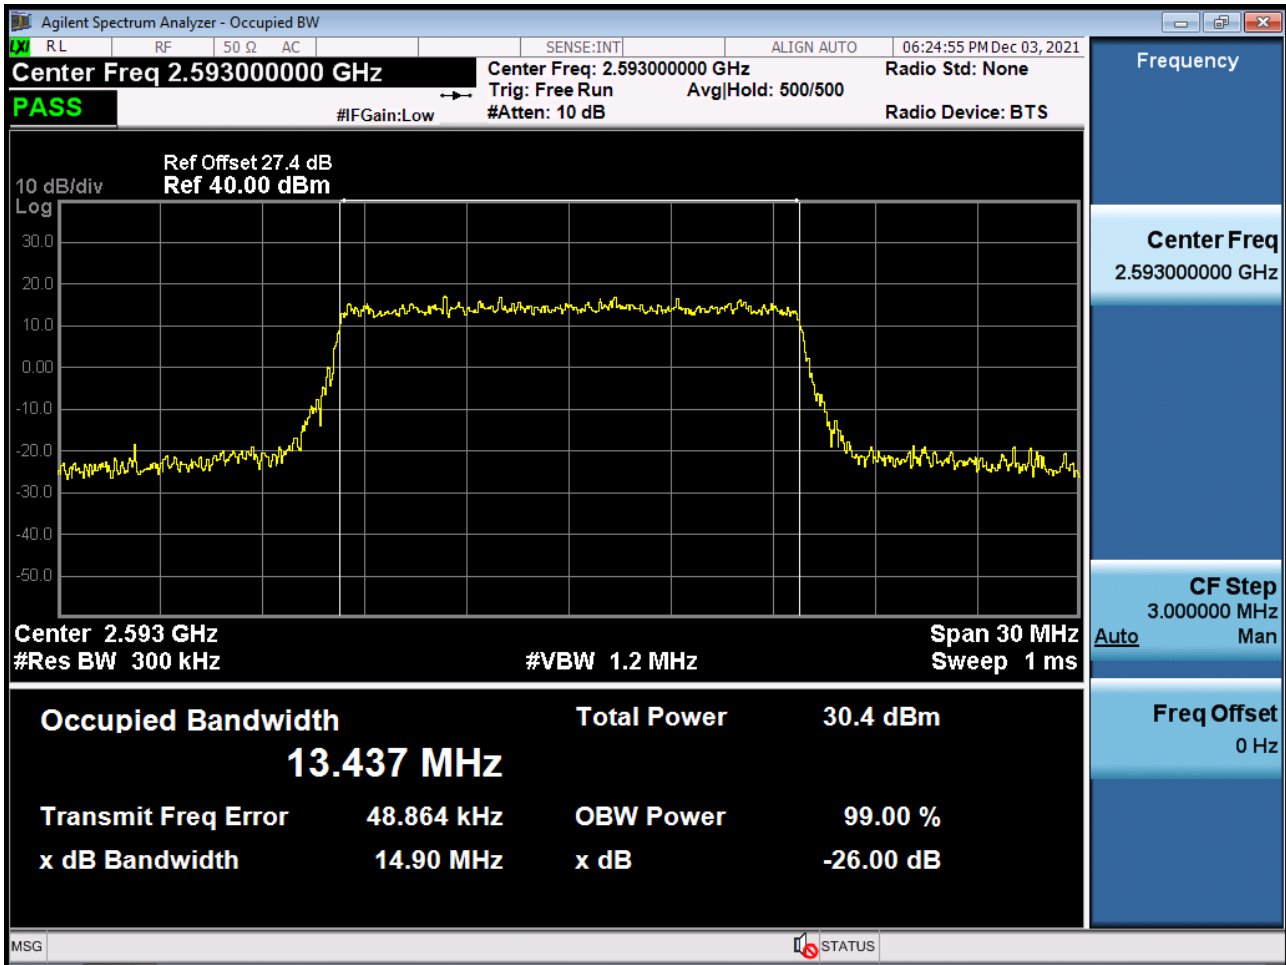 Agilent Spectrum Analyzer - Occupied BW
LXI RL RF 50 Ω AC SENSE:INT ALIGN AUTO 06:24:55 PM Dec 03, 2021
Center Freq 2.593000000 GHz
PASS
#IFGain:Low
Center Freq: 2.593000000 GHz
Trig: Free Run Avg|Hold: 500/500
#Atten: 10 dB
Radio Std: None
Radio Device: BTS
Ref Offset 27.4 dB
10 dB/div Ref 40.00 dBm
Log
30.0
20.0
10.0
0.00
-10.0
-20.0
-30.0
-40.0
-50.0
Center 2.593 GHz Span 30 MHz
#Res BW 300 kHz #VBW 1.2 MHz Sweep 1 ms
Occupied Bandwidth Total Power 30.4 dBm
13.437 MHz
Transmit Freq Error 48.864 kHz OBW Power 99.00 %
x dB Bandwidth 14.90 MHz x dB -26.00 dB
MSG STATUS
Frequency
Center Freq
2.593000000 GHz
CF Step
3.000000 MHz
Auto Man
Freq Offset
0 Hz